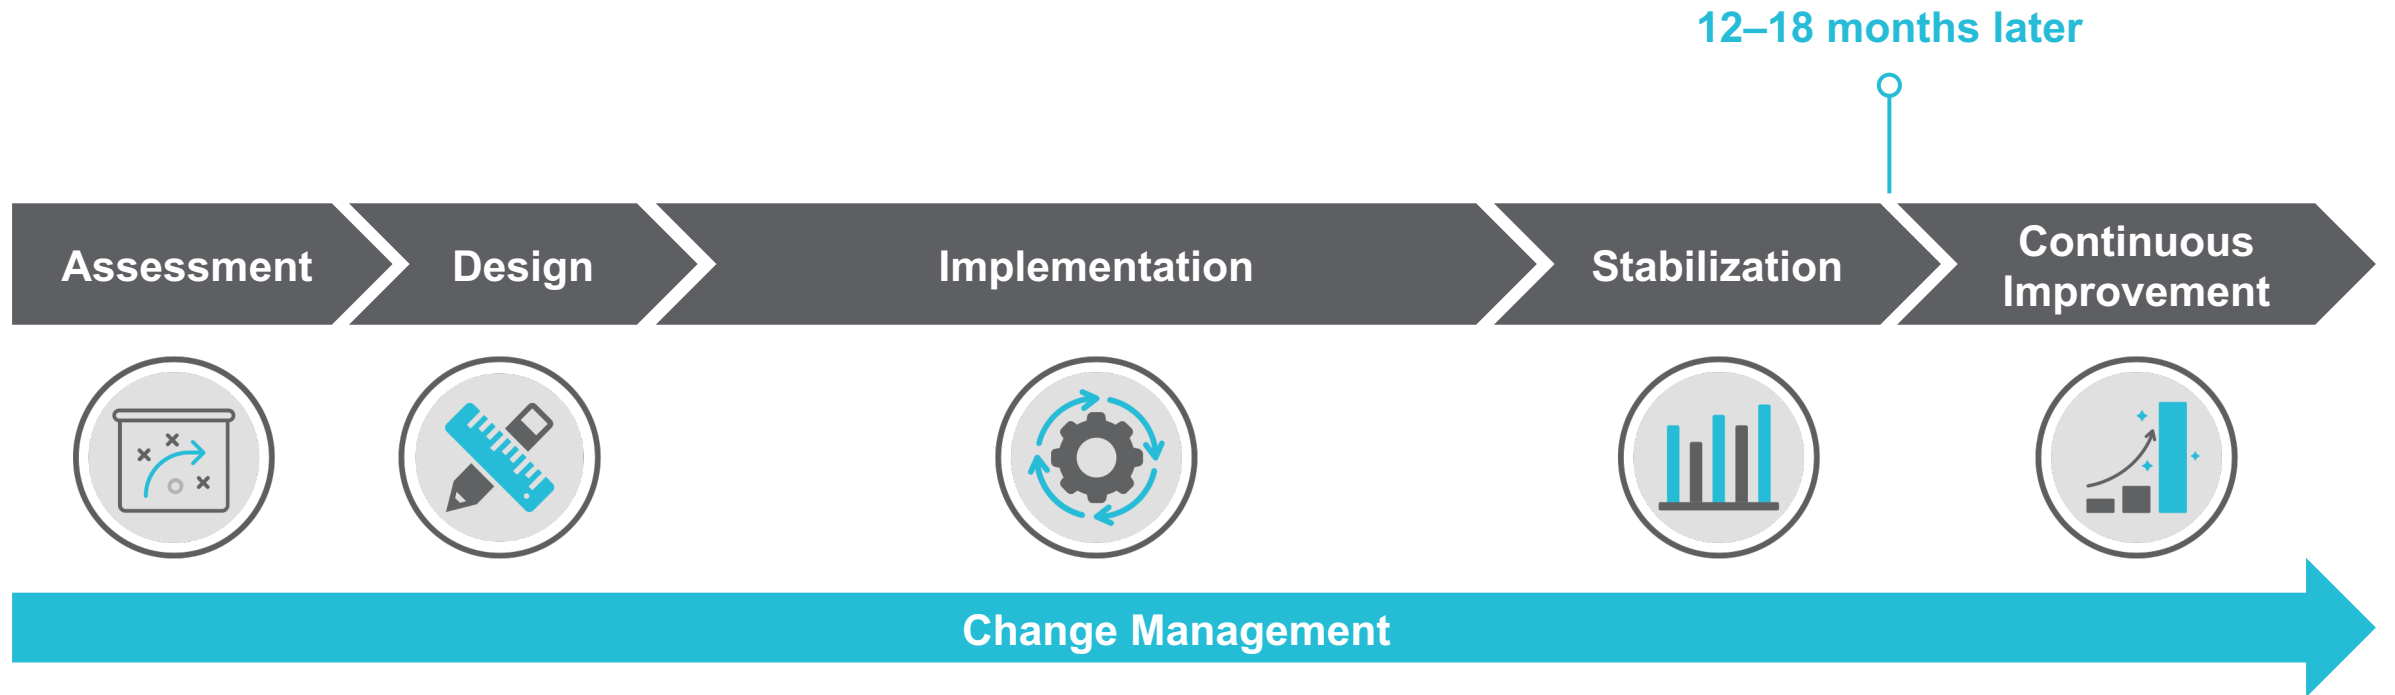 12–18 months later
Assessment
Design
Implementation
Stabilization
Continuous
Improvement
Change Management